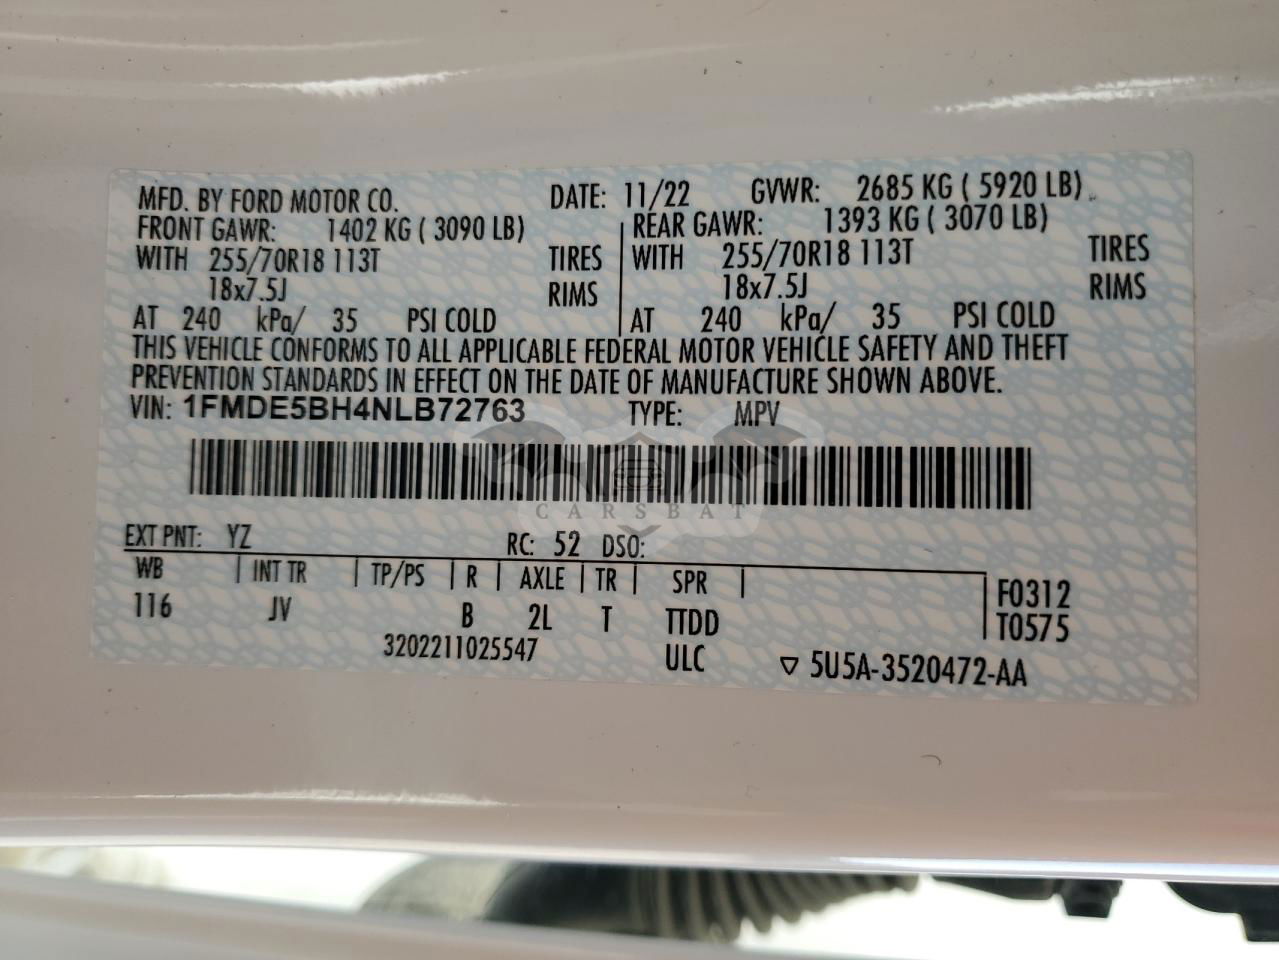 MFD. BY FORD MOTOR CO. DATE: 11/22 GVWR: 2685 KG ( 5920 LB)
FRONT GAWR: 1402 KG ( 3090 LB) REAR GAWR: 1393 KG ( 3070 LB)
WITH 255/70R18 113T TIRES WITH 255/70R18 113T TIRES
18x7.5J RIMS 18x7.5J RIMS
AT 240 kPa/ 35 PSI COLD AT 240 kPa/ 35 PSI COLD
THIS VEHICLE CONFORMS TO ALL APPLICABLE FEDERAL MOTOR VEHICLE SAFETY AND THEFT
PREVENTION STANDARDS IN EFFECT ON THE DATE OF MANUFACTURE SHOWN ABOVE.
VIN: 1FMDE5BH4NLB72763 TYPE: MPV
CARSBAT
EXT PNT: YZ RC: 52 DSO:
WB INT TR TP/PS R AXLE TR SPR F0312
116 JV B 2L T TTDD T0575
3202211025547 ULC ▽ 5U5A-3520472-AA